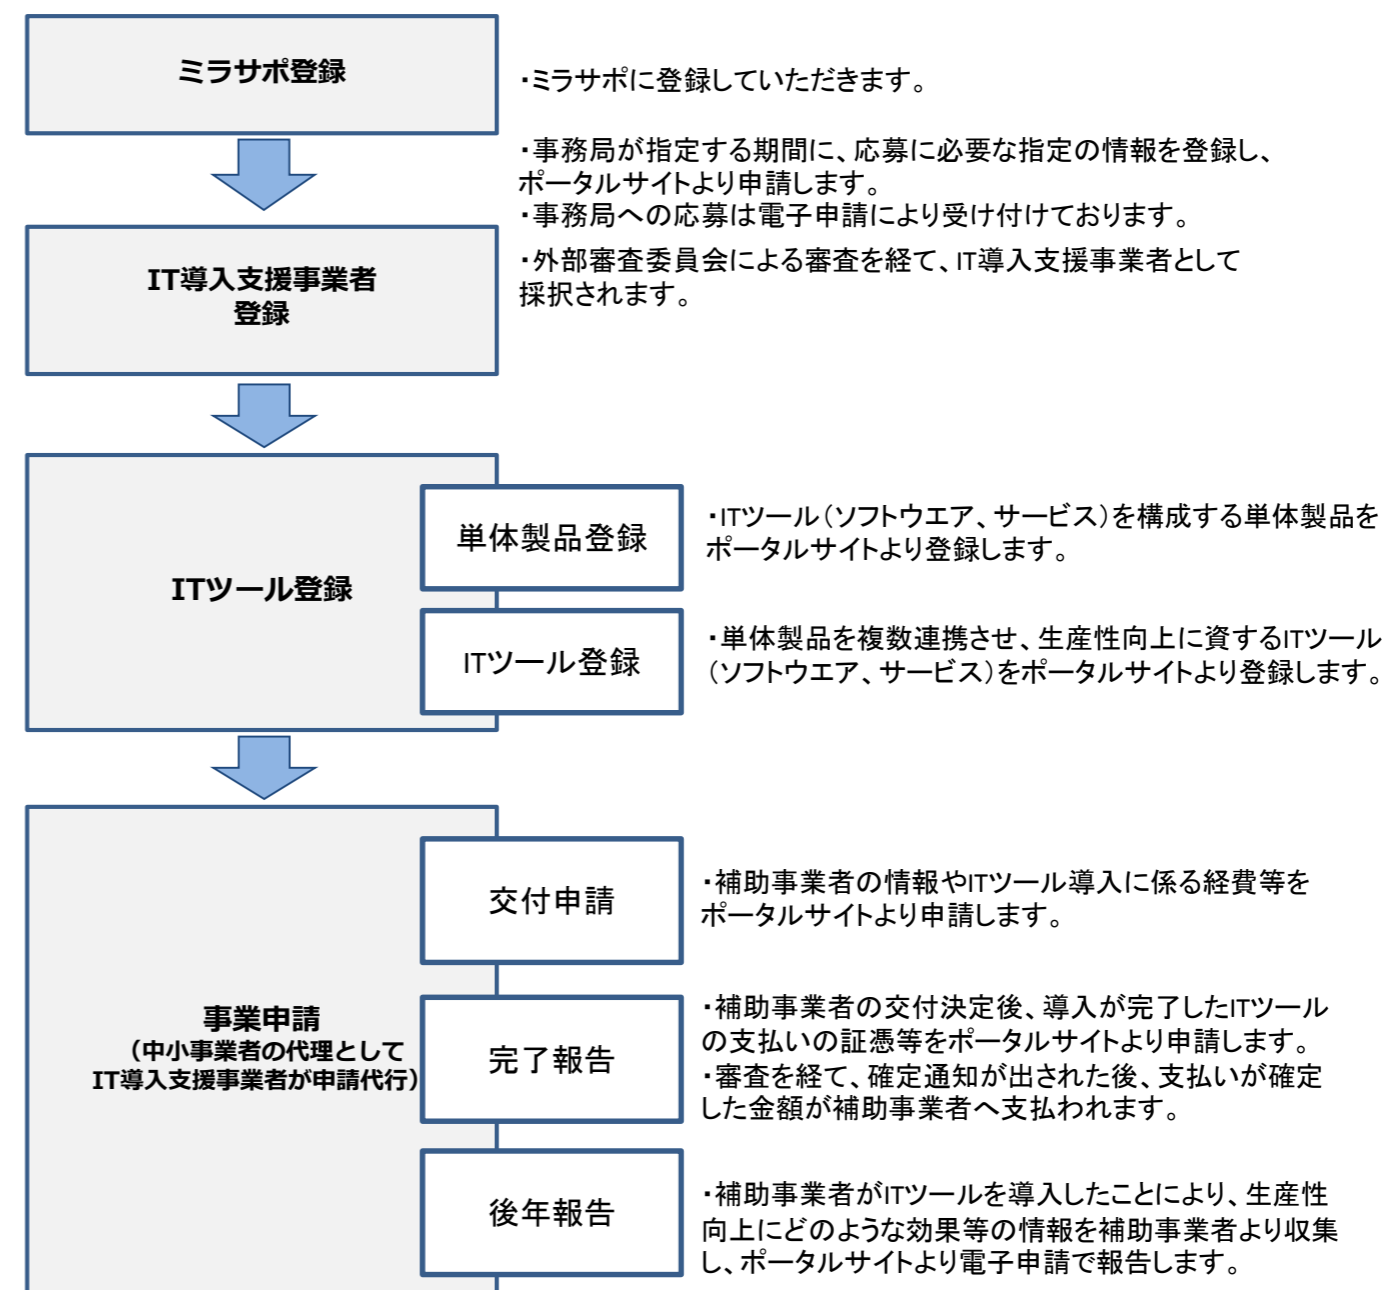 ミラサポ登録
・ミラサポに登録していただきます。
・事務局が指定する期間に、応募に必要な指定の情報を登録し、
ポータルサイトより申請します。
・事務局への応募は電子申請により受け付けております。
・外部審査委員会による審査を経て、IT導入支援事業者として
採択されます。
IT導入支援事業者
登録
ITツール登録
単体製品登録
・ITツール（ソフトウエア、サービス）を構成する単体製品を
ポータルサイトより登録します。
ITツール登録
・単体製品を複数連携させ、生産性向上に資するITツール
（ソフトウエア、サービス）をポータルサイトより登録します。
事業申請
（中小事業者の代理として
IT導入支援事業者が申請代行）
交付申請
・補助事業者の情報やITツール導入に係る経費等を
ポータルサイトより申請します。
完了報告
・補助事業者の交付決定後、導入が完了したITツール
の支払いの証憑等をポータルサイトより申請します。
・審査を経て、確定通知が出された後、支払いが確定
した金額が補助事業者へ支払われます。
後年報告
・補助事業者がITツールを導入したことにより、生産性
向上にどのような効果等の情報を補助事業者より収集
し、ポータルサイトより電子申請で報告します。